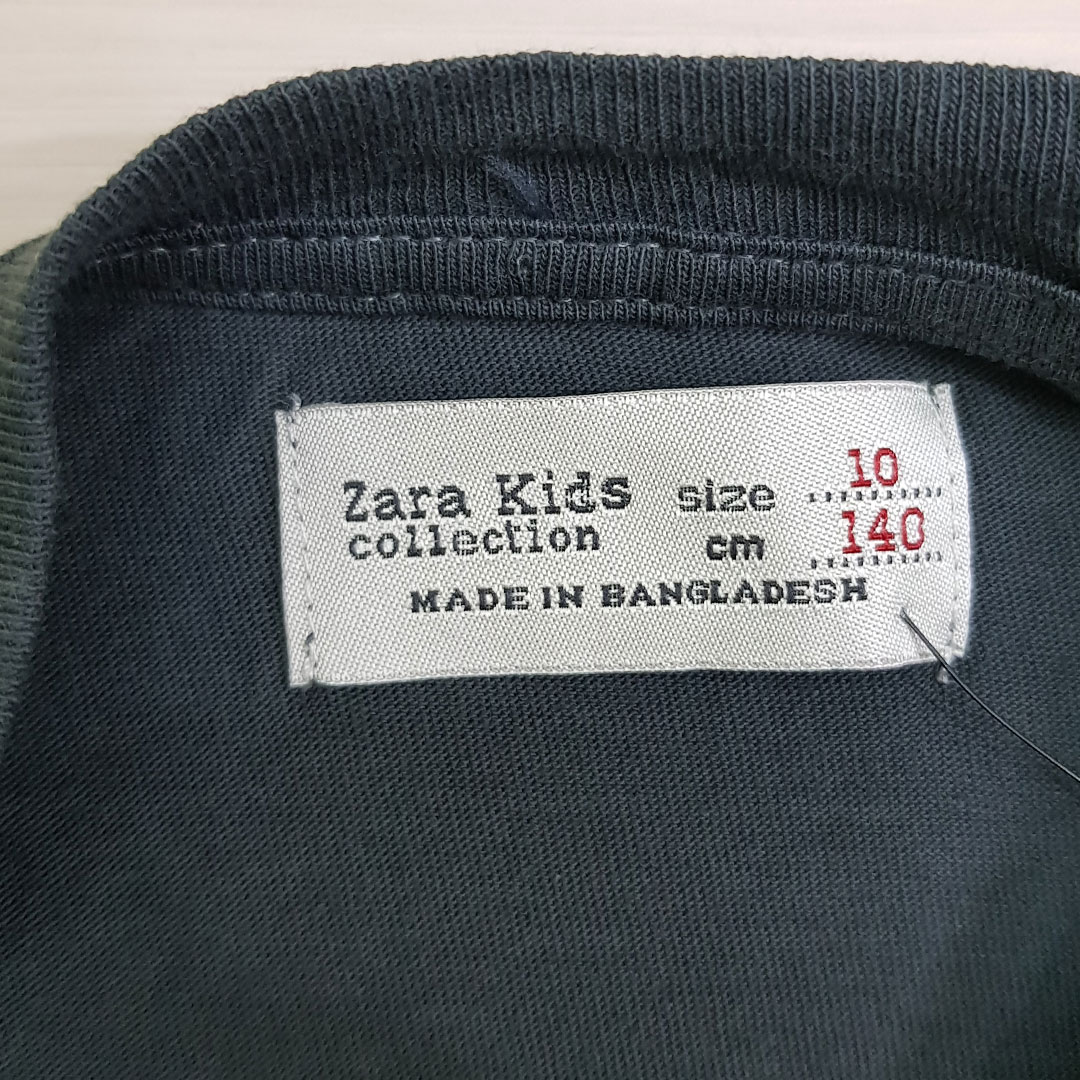 Zara Kids size 10
collection cm 140
MADE IN BANGLADESH